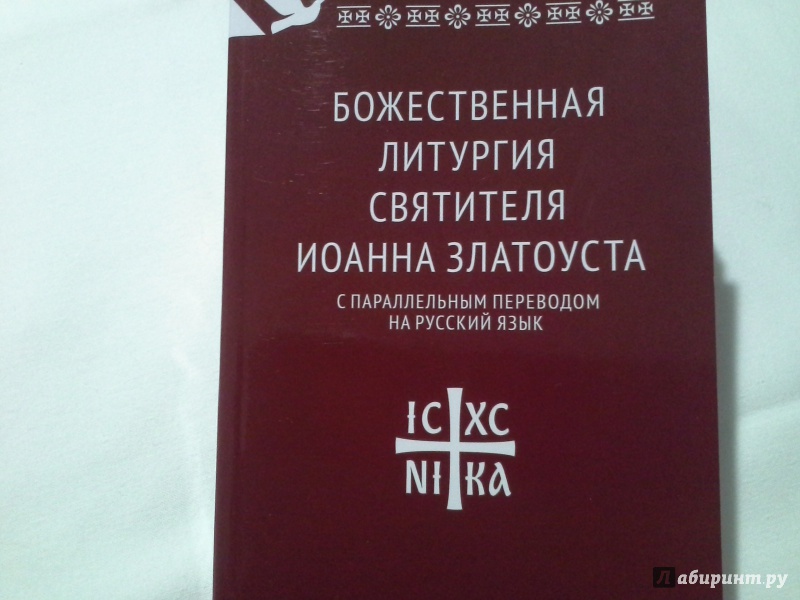 БОЖЕСТВЕННАЯ
ЛИТУРГИЯ
СВЯТИТЕЛЯ
ИОАННА ЗЛАТОУСТА
С ПАРАЛЛЕЛЬНЫМ ПЕРЕВОДОМ
НА РУССКИЙ ЯЗЫК
IC XC
NI KA
Лабиринт.ру